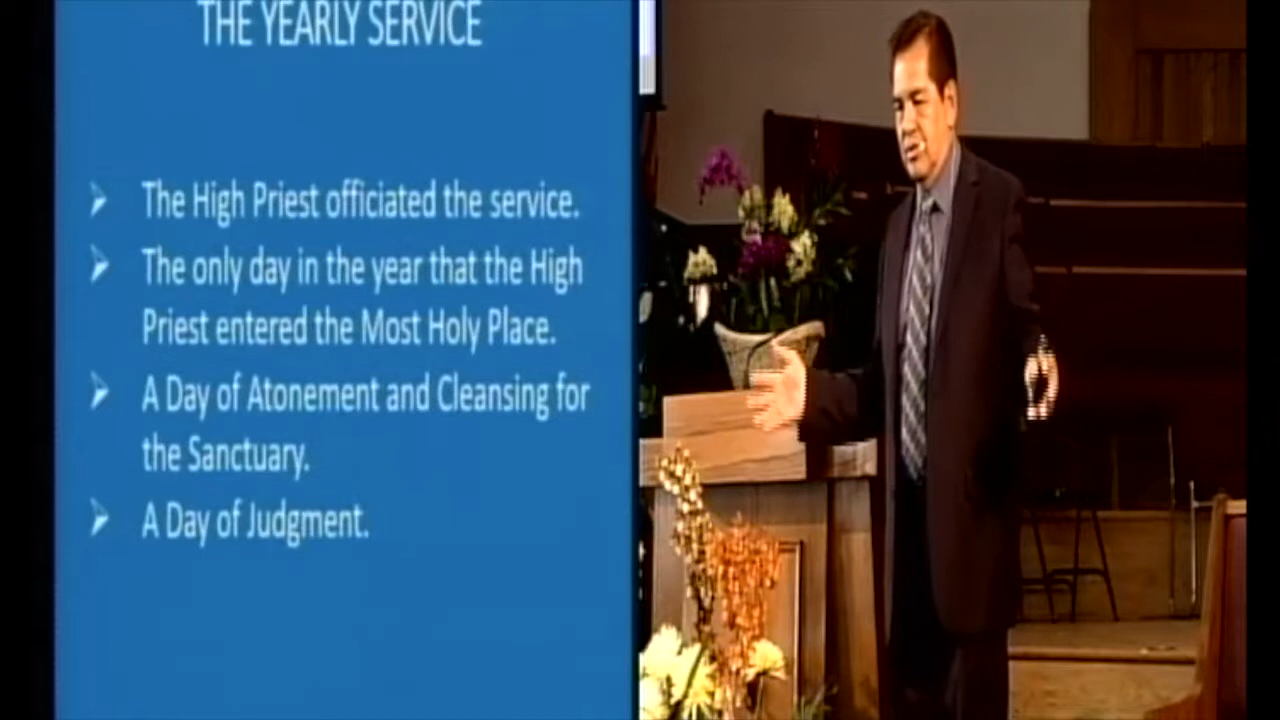 THE YEARLY SERVICE
The High Priest officiated the service.
The only day in the year that the High
Priest entered the Most Holy Place.
A Day of Atonement and Cleansing for
the Sanctuary.
A Day of Judgment.